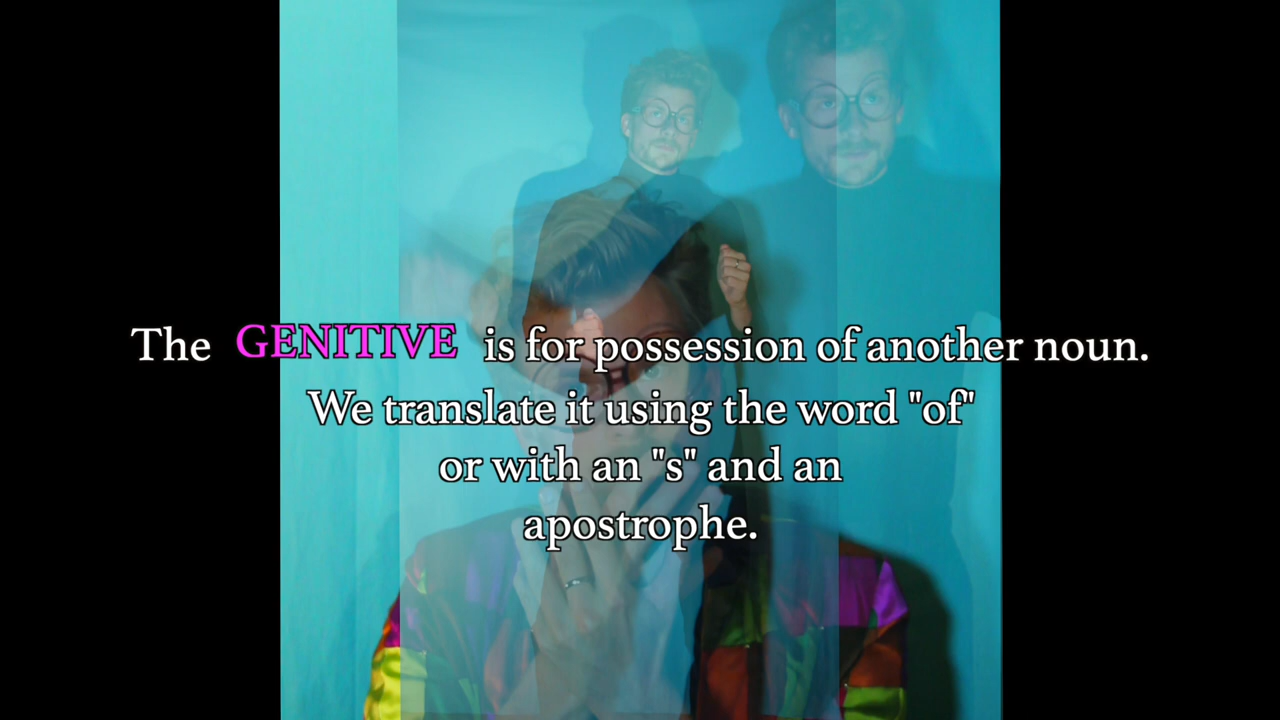 The GENITIVE is for possession of another noun.
We translate it using the word "of"
or with an "s" and an
apostrophe.